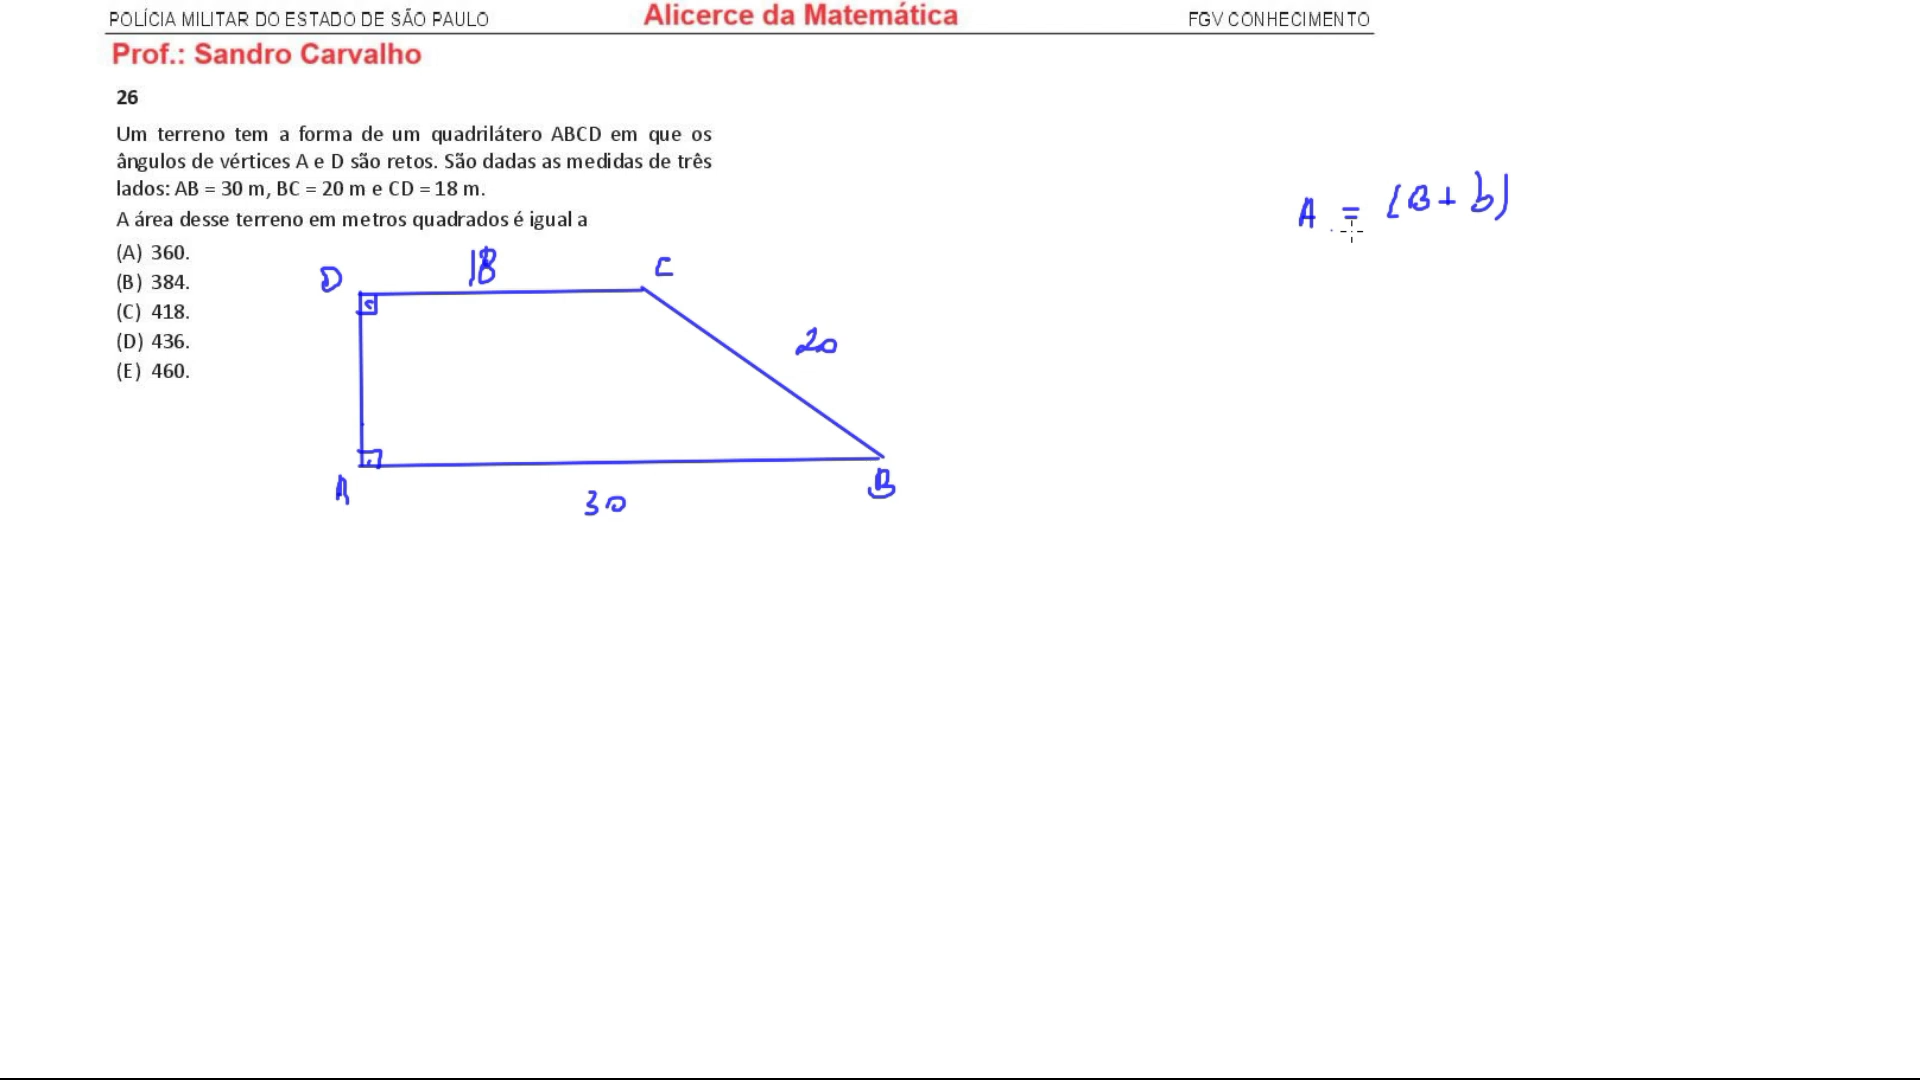 POLÍCIA MILITAR DO ESTADO DE SÃO PAULO Alicerce da Matemática FGV CONHECIMENTO
Prof.: Sandro Carvalho
26
Um terreno tem a forma de um quadrilátero ABCD em que os
ângulos de vértices A e D são retos. São dadas as medidas de três
lados: AB = 30 m, BC = 20 m e CD = 18 m.
A área desse terreno em metros quadrados é igual a
(A) 360.
(B) 384.
(C) 418.
(D) 436.
(E) 460.
D 18 C
20
A 30 B
A = (B + b)